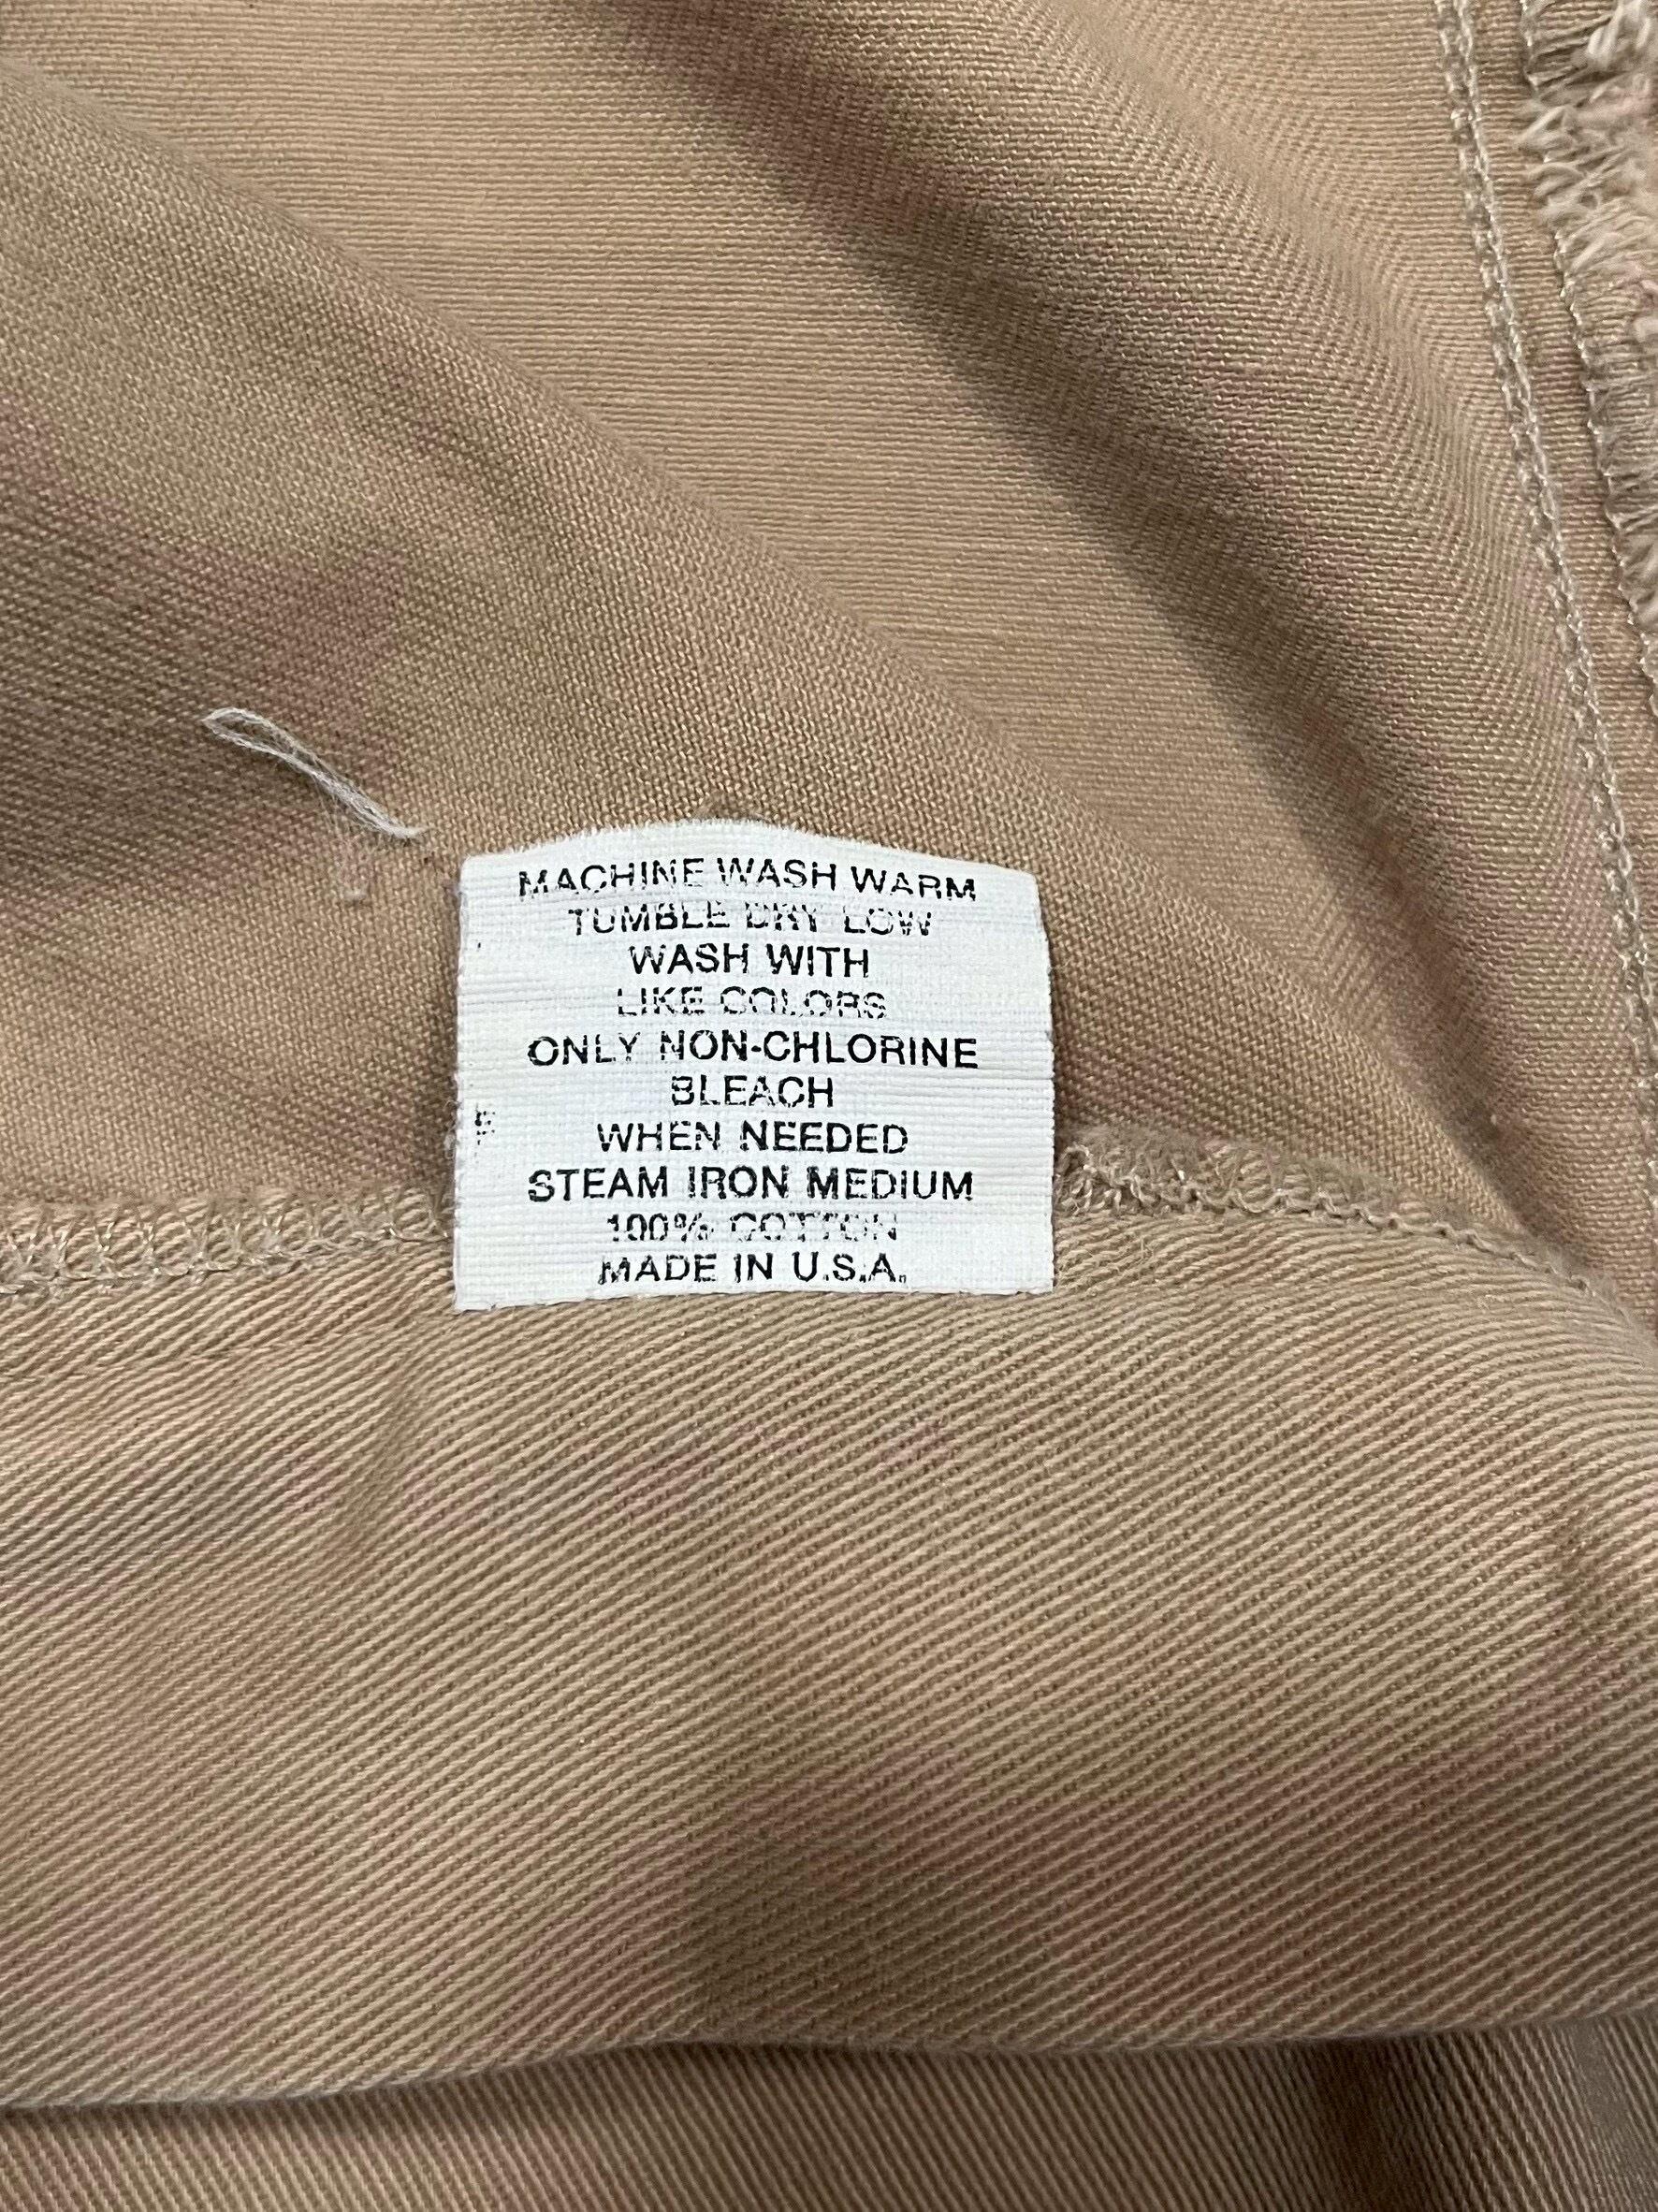 MACHINE WASH WARM
TUMBLE DRY LOW
WASH WITH
LIKE COLORS
ONLY NON-CHLORINE
BLEACH
WHEN NEEDED
STEAM IRON MEDIUM
100% COTTON
MADE IN U.S.A.